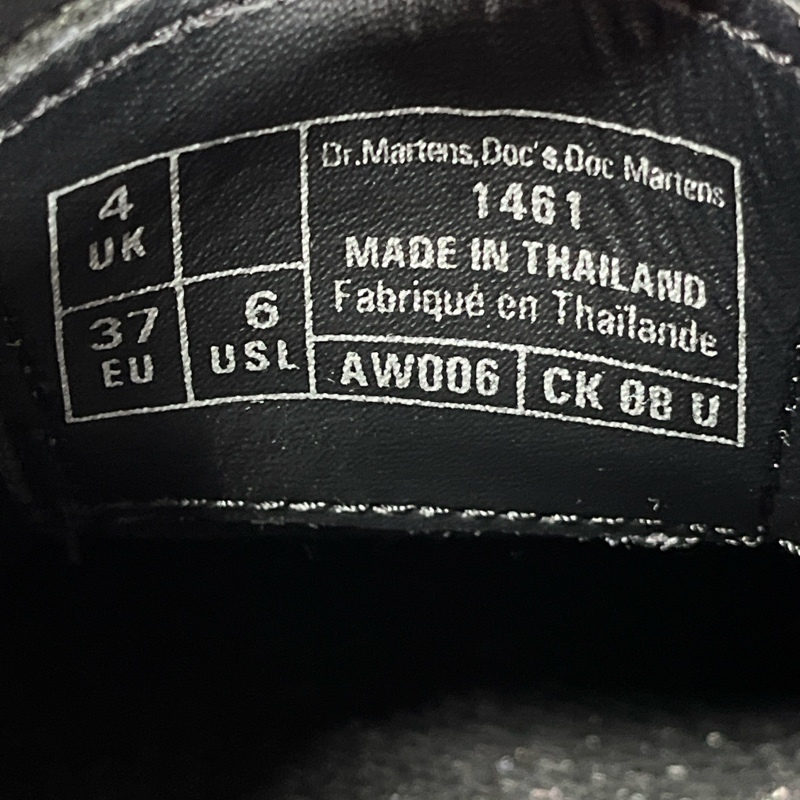 4
UK
37
EU
6
USL
Dr.Martens,Doc's,Doc Martens
1461
MADE IN THAILAND
Fabriqué en Thaïlande
AW006
CK 08 U